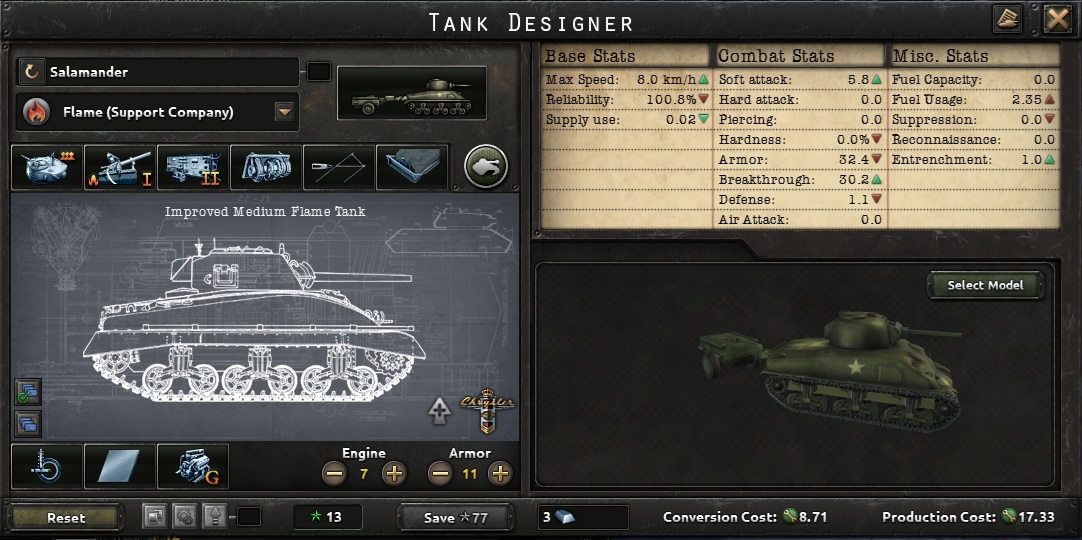 Tank Designer
Salamander
Flame (Support Company)
I
II
Improved Medium Flame Tank
Chrysler
G
Engine
7
Armor
11
Reset
13
Save 77
Base Stats
Max Speed: 8.0 km/h
Reliability: 100.8%
Supply use: 0.02
Combat Stats
Soft attack: 5.8
Hard attack: 0.0
Piercing: 0.0
Hardness: 0.0%
Armor: 32.4
Breakthrough: 30.2
Defense: 1.1
Air Attack: 0.0
Misc. Stats
Fuel Capacity: 0.0
Fuel Usage: 2.35
Suppression: 0.0
Reconnaissance: 0.0
Entrenchment: 1.0
Select Model
3
Conversion Cost: 8.71
Production Cost: 17.33